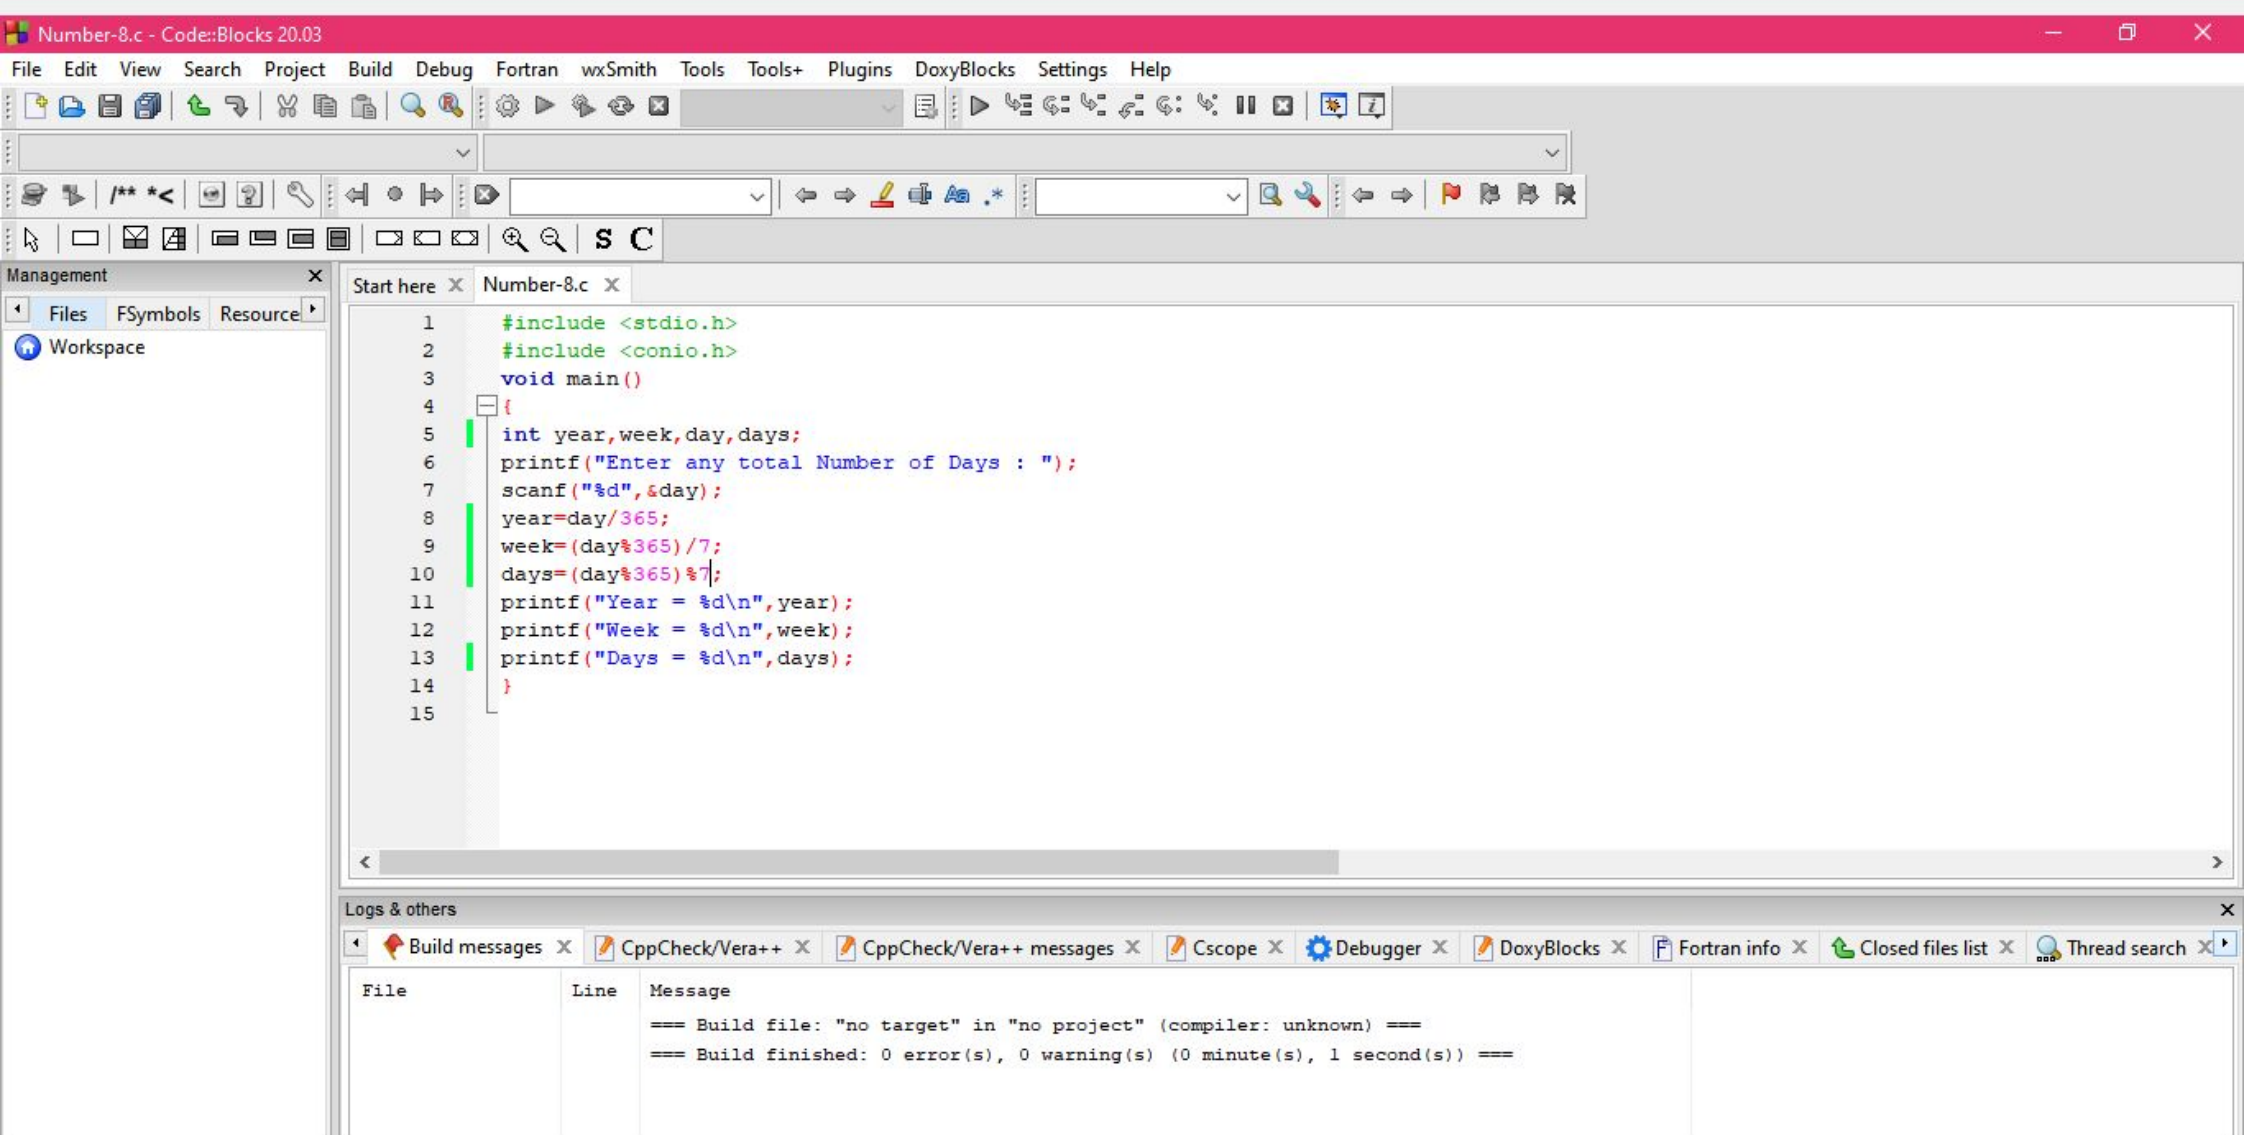 Number-8.c - Code::Blocks 20.03
File Edit View Search Project Build Debug Fortran wxSmith Tools Tools+ Plugins DoxyBlocks Settings Help
/** *<
Aa .*
S C
Management
Start here Number-8.c
Files FSymbols Resource
Workspace
1 #include <stdio.h>
2 #include <conio.h>
3 void main()
4 {
5 int year,week,day,days;
6 printf("Enter any total Number of Days : ");
7 scanf("%d",&day);
8 year=day/365;
9 week=(day%365)/7;
10 days=(day%365)%7;
11 printf("Year = %d\n",year);
12 printf("Week = %d\n",week);
13 printf("Days = %d\n",days);
14 }
15
Logs & others
Build messages CppCheck/Vera++ CppCheck/Vera++ messages Cscope Debugger DoxyBlocks Fortran info Closed files list Thread search
File Line Message
=== Build file: "no target" in "no project" (compiler: unknown) ===
=== Build finished: 0 error(s), 0 warning(s) (0 minute(s), 1 second(s)) ===